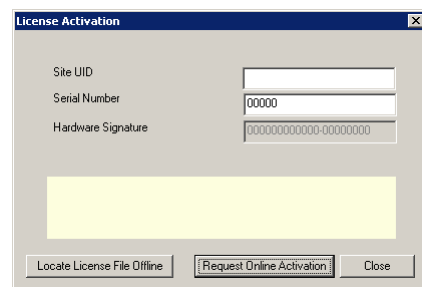 License Activation
Site UID
Serial Number
00000
Hardware Signature
000000000000-00000000
Locate License File Offline
Request Online Activation
Close